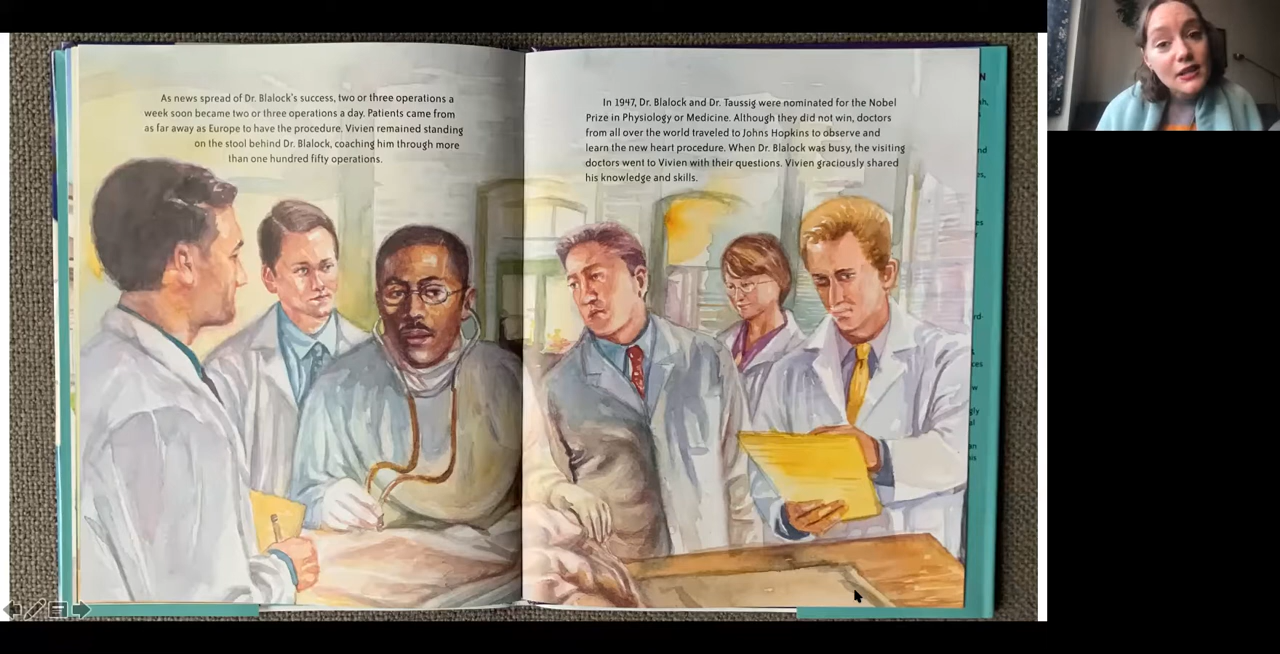 As news spread of Dr. Blalock's success, two or three operations a
week soon became two or three operations a day. Patients came from
as far away as Europe to have the procedure. Vivien remained standing
on the stool behind Dr. Blalock, coaching him through more
than one hundred fifty operations.
In 1947, Dr. Blalock and Dr. Taussig were nominated for the Nobel
Prize in Physiology or Medicine. Although they did not win, doctors
from all over the world traveled to Johns Hopkins to observe and
learn the new heart procedure. When Dr. Blalock was busy, the visiting
doctors went to Vivien with their questions. Vivien graciously shared
his knowledge and skills.